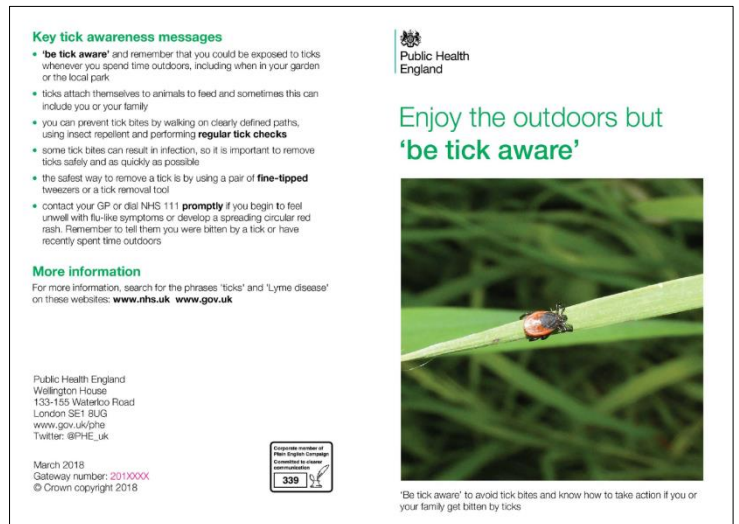 Key tick awareness messages
• 'be tick aware' and remember that you could be exposed to ticks
whenever you spend time outdoors, including when in your garden
or the local park
• ticks attach themselves to animals to feed and sometimes this can
include you or your family
• you can prevent tick bites by walking on clearly defined paths,
using insect repellent and performing regular tick checks
• some tick bites can result in infection, so it is important to remove
ticks safely and as quickly as possible
• the safest way to remove a tick is by using a pair of fine-tipped
tweezers or a tick removal tool
• contact your GP or dial NHS 111 promptly if you begin to feel
unwell with flu-like symptoms or develop a spreading circular red
rash. Remember to tell them you were bitten by a tick or have
recently spent time outdoors
More information
For more information, search for the phrases 'ticks' and 'Lyme disease'
on these websites: www.nhs.uk www.gov.uk
Public Health England
Wellington House
133-155 Waterloo Road
London SE1 8UG
www.gov.uk/phe
Twitter: @PHE_uk
March 2018
Gateway number: 201XXXX
© Crown copyright 2018
Corporate member of
Plain English Campaign
Committed to clearer
communication
339
Public Health
England
Enjoy the outdoors but
'be tick aware'
'Be tick aware' to avoid tick bites and know how to take action if you or
your family get bitten by ticks